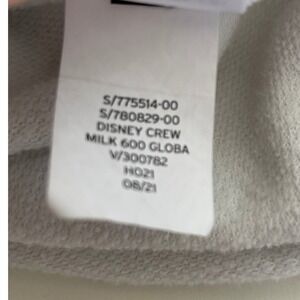 S/775514-00
S/780829-00
DISNEY CREW
MILK 600 GLOBA
V/300782
HO21
08/21